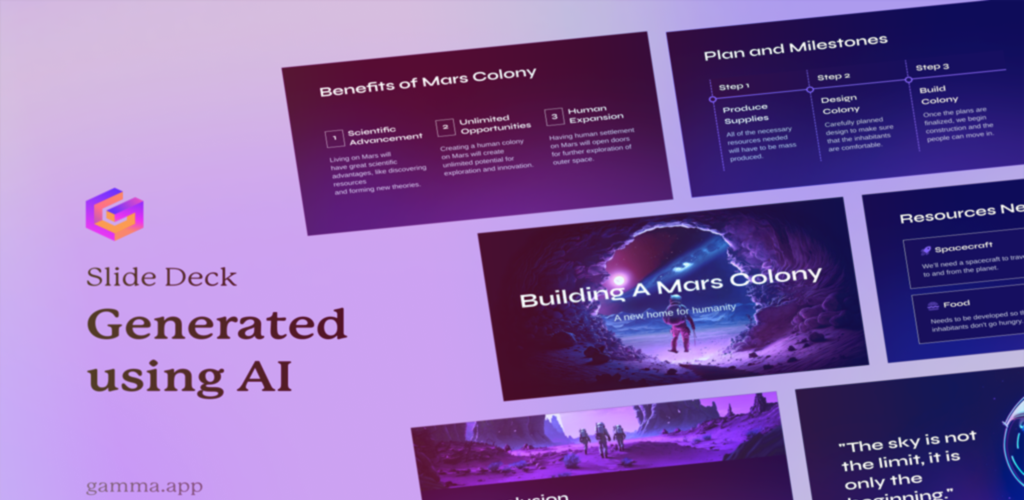 Slide Deck
Generated
using AI
gamma.app
Benefits of Mars Colony
1
Scientific
Advancement
Living on Mars will
have great scientific
advantages, like discovering
resources
and forming new theories.
2
Unlimited
Opportunities
Creating a human colony
on Mars will create
unlimited potential for
exploration and innovation.
3
Human
Expansion
Having human settlement
on Mars will open doors
for further exploration of
outer space.
Plan and Milestones
Step 1
Produce
Supplies
All of the necessary
resources needed
will have to be mass
produced.
Step 2
Design
Colony
Carefully planned
design to make sure
that the inhabitants
are comfortable.
Step 3
Build
Colony
Once the plans are
finalized, we begin
construction and the
people can move in.
Building A Mars Colony
A new home for humanity
Resources Ne
Spacecraft
We'll need a spacecraft to trav
to and from the planet.
Food
Needs to be developed so t
inhabitants don't go hungry.
"The sky is not
the limit, it is
only the
beginning."